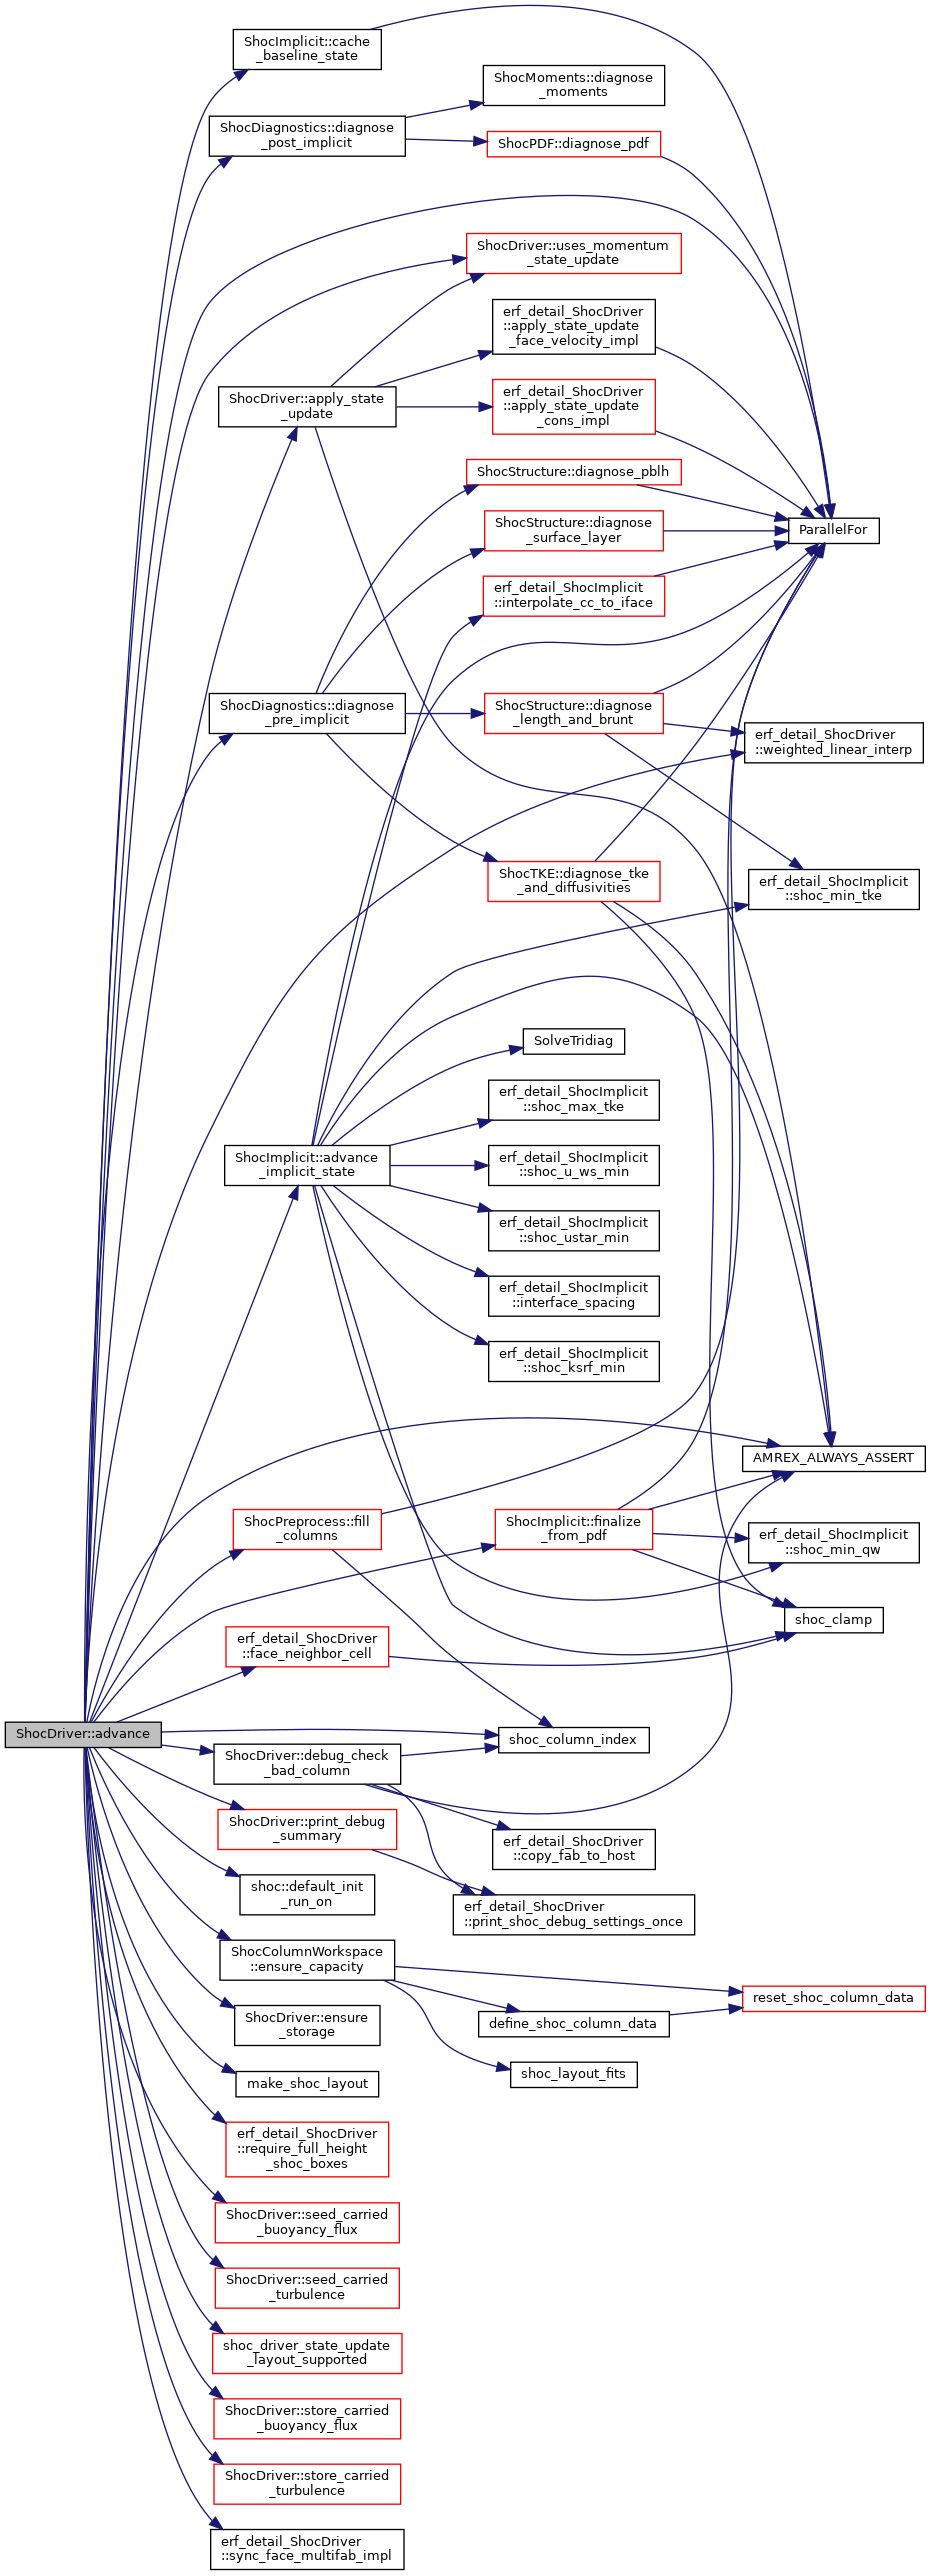 ShocImplicit::cache
_baseline_state
ShocMoments::diagnose
_moments
ShocDiagnostics::diagnose
_post_implicit
ShocPDF::diagnose_pdf
ShocDriver::uses_momentum
_state_update
erf_detail_ShocDriver
::apply_state_update
_face_velocity_impl
ShocDriver::apply_state
_update
erf_detail_ShocDriver
::apply_state_update
_cons_impl
ShocStructure::diagnose_pblh
ShocStructure::diagnose
_surface_layer
ParallelFor
erf_detail_ShocImplicit
::interpolate_cc_to_iface
ShocDiagnostics::diagnose
_pre_implicit
ShocStructure::diagnose
_length_and_brunt
erf_detail_ShocDriver
::weighted_linear_interp
ShocTKE::diagnose_tke
_and_diffusivities
erf_detail_ShocImplicit
::shoc_min_tke
SolveTridiag
erf_detail_ShocImplicit
::shoc_max_tke
ShocImplicit::advance
_implicit_state
erf_detail_ShocImplicit
::shoc_u_ws_min
erf_detail_ShocImplicit
::shoc_ustar_min
erf_detail_ShocImplicit
::interface_spacing
erf_detail_ShocImplicit
::shoc_ksrf_min
AMREX_ALWAYS_ASSERT
ShocPreprocess::fill
_columns
ShocImplicit::finalize
_from_pdf
erf_detail_ShocImplicit
::shoc_min_qw
shoc_clamp
erf_detail_ShocDriver
::face_neighbor_cell
ShocDriver::advance
shoc_column_index
ShocDriver::debug_check
_bad_column
ShocDriver::print_debug
_summary
erf_detail_ShocDriver
::copy_fab_to_host
shoc::default_init
_run_on
erf_detail_ShocDriver
::print_shoc_debug_settings_once
ShocColumnWorkspace
::ensure_capacity
reset_shoc_column_data
ShocDriver::ensure
_storage
define_shoc_column_data
make_shoc_layout
shoc_layout_fits
erf_detail_ShocDriver
::require_full_height
_shoc_boxes
ShocDriver::seed_carried
_buoyancy_flux
ShocDriver::seed_carried
_turbulence
shoc_driver_state_update
_layout_supported
ShocDriver::store_carried
_buoyancy_flux
ShocDriver::store_carried
_turbulence
erf_detail_ShocDriver
::sync_face_multifab_impl